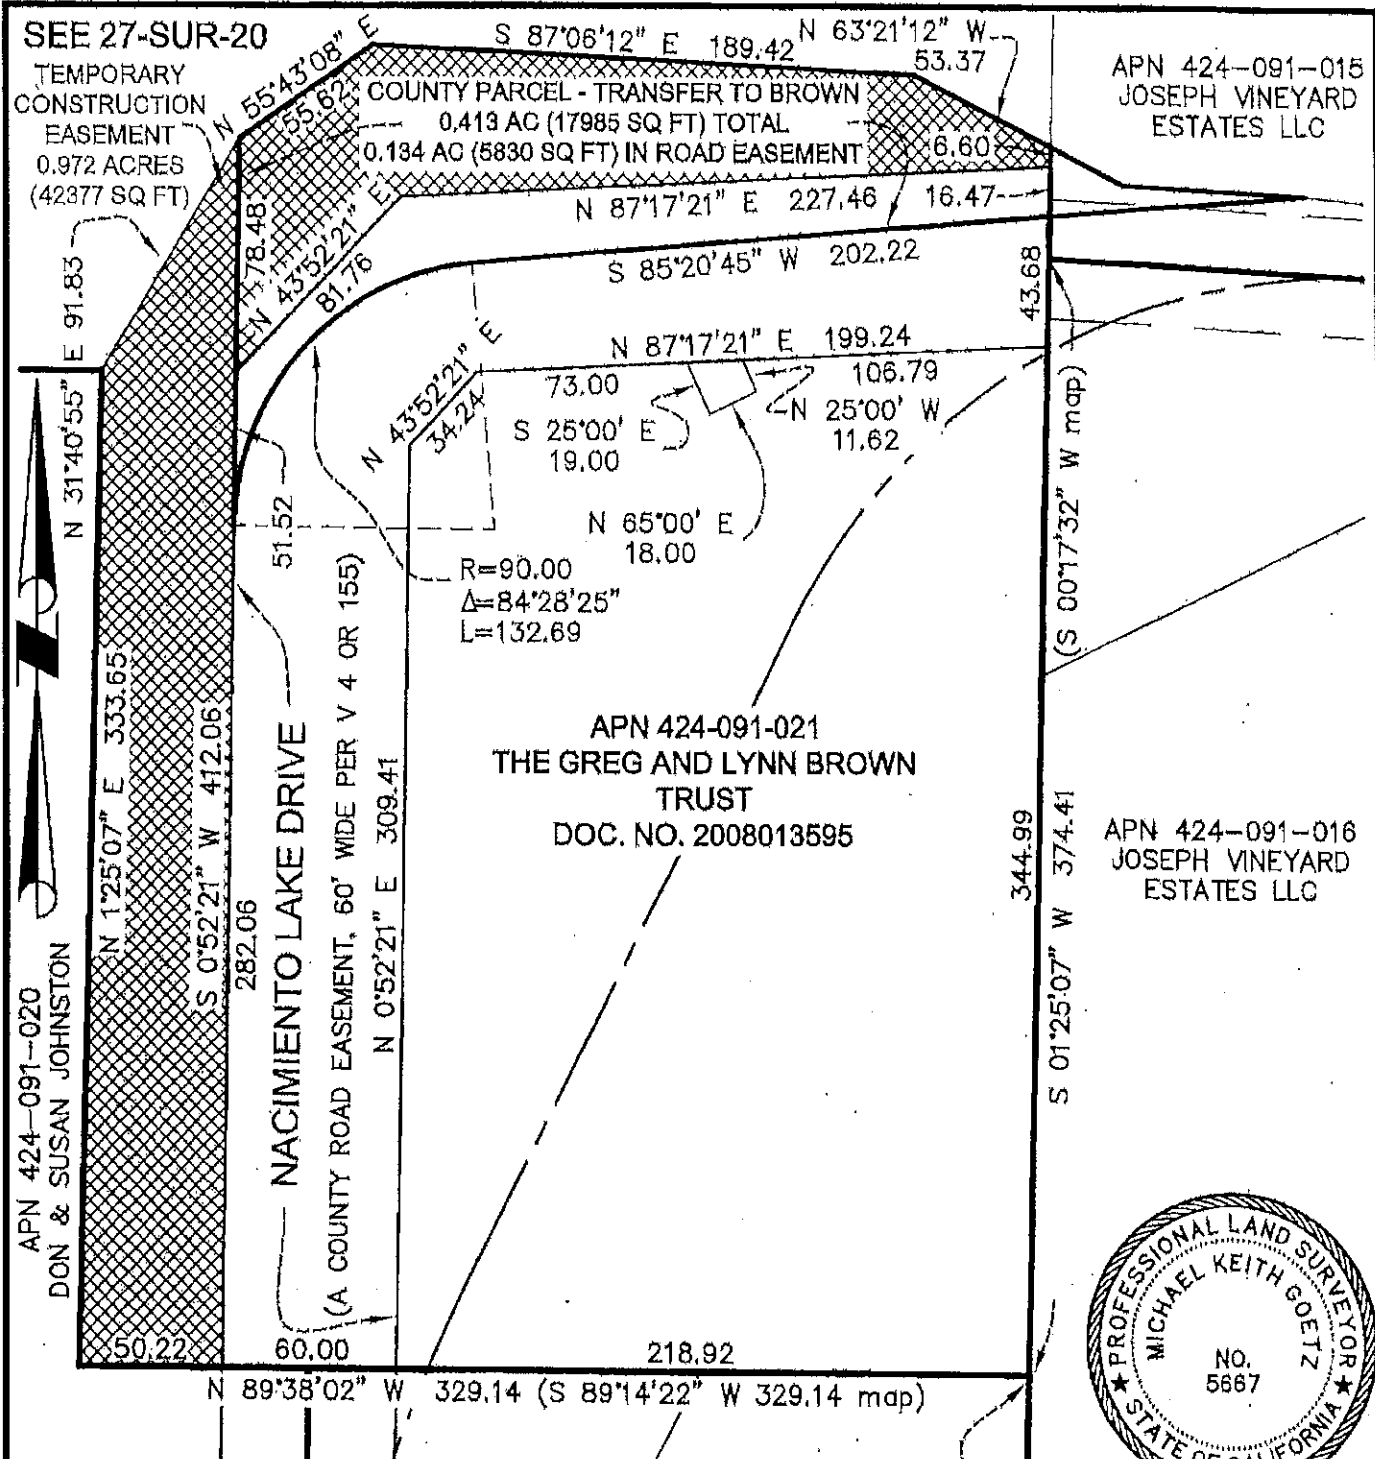 SEE 27-SUR-20
TEMPORARY
CONSTRUCTION
EASEMENT
0.972 ACRES
(42377 SQ FT)
N 55°43'08" E
55.62
S 87°06'12" E 189.42
N 63°21'12" W
53.37
COUNTY PARCEL - TRANSFER TO BROWN
0.413 AC (17985 SQ FT) TOTAL
0.134 AC (5830 SQ FT) IN ROAD EASEMENT
6.60
APN 424-091-015
JOSEPH VINEYARD
ESTATES LLC
N 87°17'21" E 227.46
16.47
78.48
N 43°52'21" E
81.76
S 85°20'45" W 202.22
43.68
N 31°40'55" E 91.83
N 87°17'21" E 199.24
73.00
106.79
N 43°52'21" E
34.24
S 25°00' E
19.00
N 25°00' W
11.62
N 65°00' E
18.00
51.52
R=90.00
Δ=84°28'25"
L=132.69
(S 00°17'32" W map)
N 1°25'07" E 333.65
S 0°52'21" W 412.06
282.06
NACIMIENTO LAKE DRIVE
(A COUNTY ROAD EASEMENT, 60' WIDE PER V 4 OR 155)
N 0°52'21" E 309.41
APN 424-091-021
THE GREG AND LYNN BROWN
TRUST
DOC. NO. 2008013595
344.99
S 01°25'07" W 374.41
APN 424-091-016
JOSEPH VINEYARD
ESTATES LLC
APN 424-091-020
DON & SUSAN JOHNSTON
50.22
60.00
218.92
N 89°38'02" W 329.14 (S 89°14'22" W 329.14 map)
PROFESSIONAL LAND SURVEYOR
MICHAEL KEITH GOETZ
NO.
5667
STATE OF CALIFORNIA